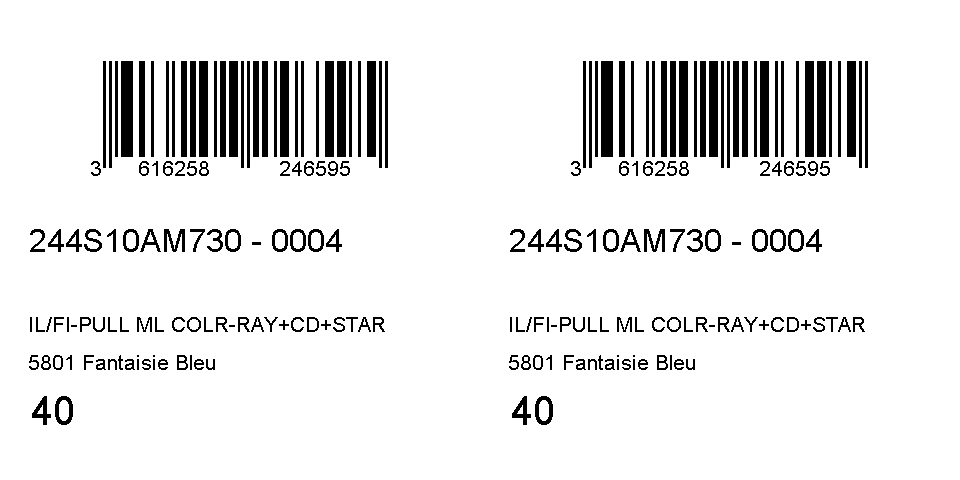 3 616258 246595
244S10AM730 - 0004
IL/FI-PULL ML COLR-RAY+CD+STAR
5801 Fantaisie Bleu
40
3 616258 246595
244S10AM730 - 0004
IL/FI-PULL ML COLR-RAY+CD+STAR
5801 Fantaisie Bleu
40